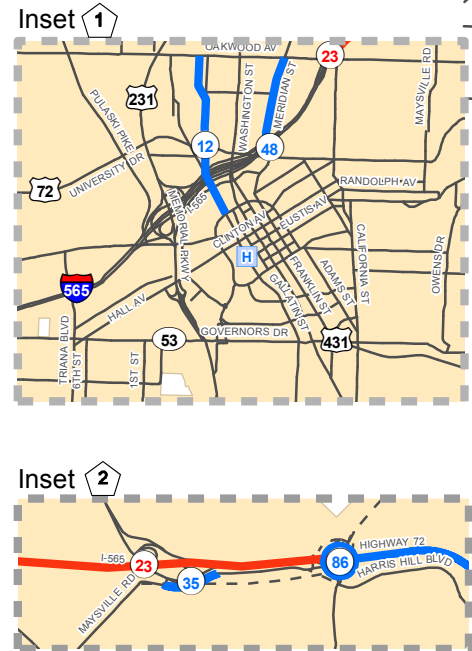 Inset 1
OAKWOOD AV
23
MAYSVILLE RD
WASHINGTON ST
MERIDIAN ST
PULASKI PIKE
231
12
48
72
UNIVERSITY DR
I-565
RANDOLPH AV
MEMORIAL PKWY
CLINTON AV
EUSTIS AV
H
565
HALL AV
GALLATIN ST
FRANKLIN ST
ADAMS ST
CALIFORNIA ST
OWENS DR
53
GOVERNORS DR
431
TRIANA BLVD
6TH ST
1ST ST
Inset 2
I-565
23
35
MAYSVILLE RD
86
HIGHWAY 72
HARRIS HILL BLVD